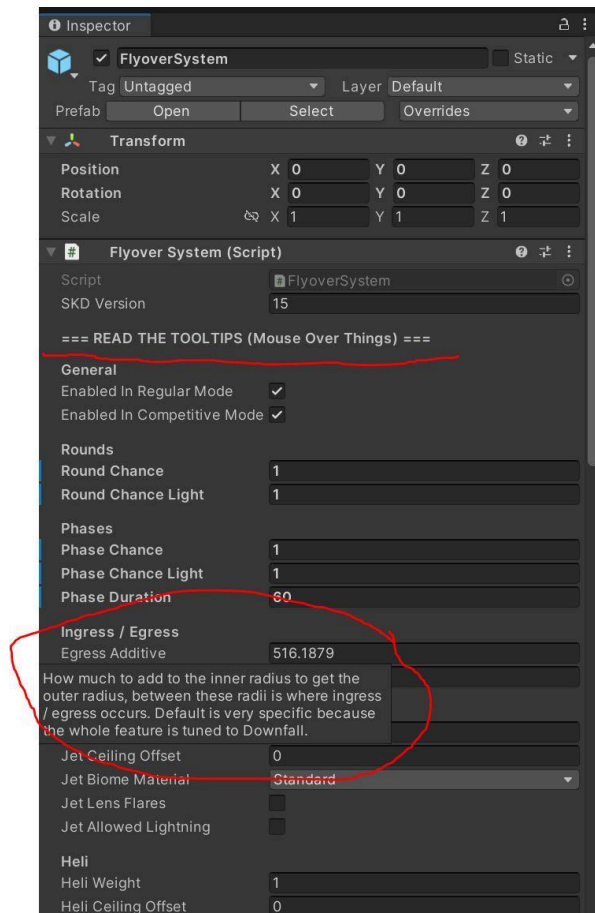 Inspector
FlyoverSystem Static
Tag Untagged Layer Default
Prefab Open Select Overrides
Transform
Position X 0 Y 0 Z 0
Rotation X 0 Y 0 Z 0
Scale X 1 Y 1 Z 1
# Flyover System (Script)
Script # FlyoverSystem
SKD Version 15
=== READ THE TOOLTIPS (Mouse Over Things) ===
General
Enabled In Regular Mode
Enabled In Competitive Mode
Rounds
Round Chance 1
Round Chance Light 1
Phases
Phase Chance 1
Phase Chance Light 1
Phase Duration 60
Ingress / Egress
Egress Additive 516.1879
How much to add to the inner radius to get the
outer radius, between these radii is where ingress
/ egress occurs. Default is very specific because
the whole feature is tuned to Downfall.
Jet Ceiling Offset 0
Jet Biome Material Standard
Jet Lens Flares
Jet Allowed Lightning
Heli
Heli Weight 1
Heli Ceiling Offset 0